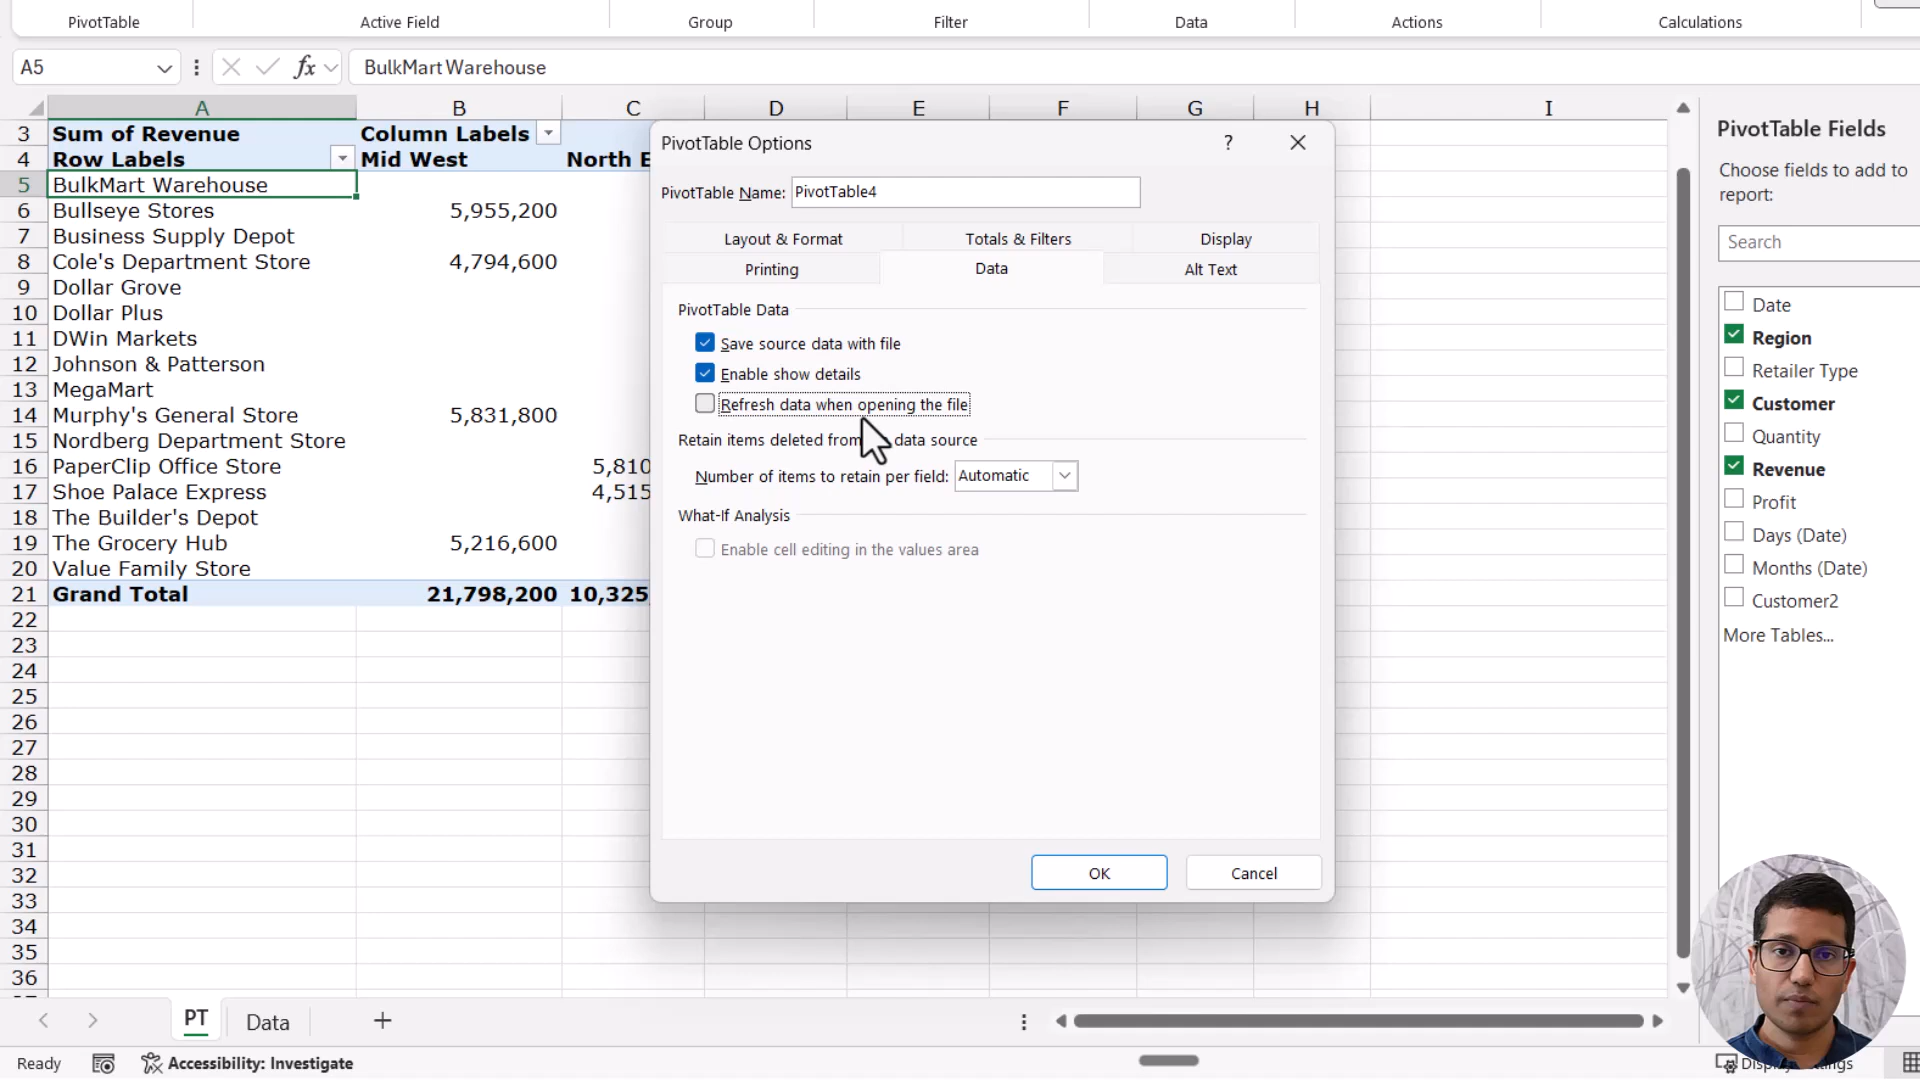 PivotTable Active Field Group Filter Data Actions Calculations
A5 fx BulkMart Warehouse
A B C D E F G H I
3 Sum of Revenue Column Labels
4 Row Labels Mid West North E
5 BulkMart Warehouse
6 Bullseye Stores 5,955,200
7 Business Supply Depot
8 Cole's Department Store 4,794,600
9 Dollar Grove
10 Dollar Plus
11 DWin Markets
12 Johnson & Patterson
13 MegaMart
14 Murphy's General Store 5,831,800
15 Nordberg Department Store
16 PaperClip Office Store 5,810
17 Shoe Palace Express 4,515
18 The Builder's Depot
19 The Grocery Hub 5,216,600
20 Value Family Store
21 Grand Total 21,798,200 10,325,
22
23
24
25
26
27
28
29
30
31
32
33
34
35
36
PivotTable Options ?
PivotTable Name: PivotTable4
Layout & Format Totals & Filters Display
Printing Data Alt Text
PivotTable Data
Save source data with file
Enable show details
Refresh data when opening the file
Retain items deleted from data source
Number of items to retain per field: Automatic
What-If Analysis
Enable cell editing in the values area
OK Cancel
PivotTable Fields
Choose fields to add to
report:
Search
Date
Region
Retailer Type
Customer
Quantity
Revenue
Profit
Days (Date)
Months (Date)
Customer2
More Tables...
PT Data
Ready Accessibility: Investigate